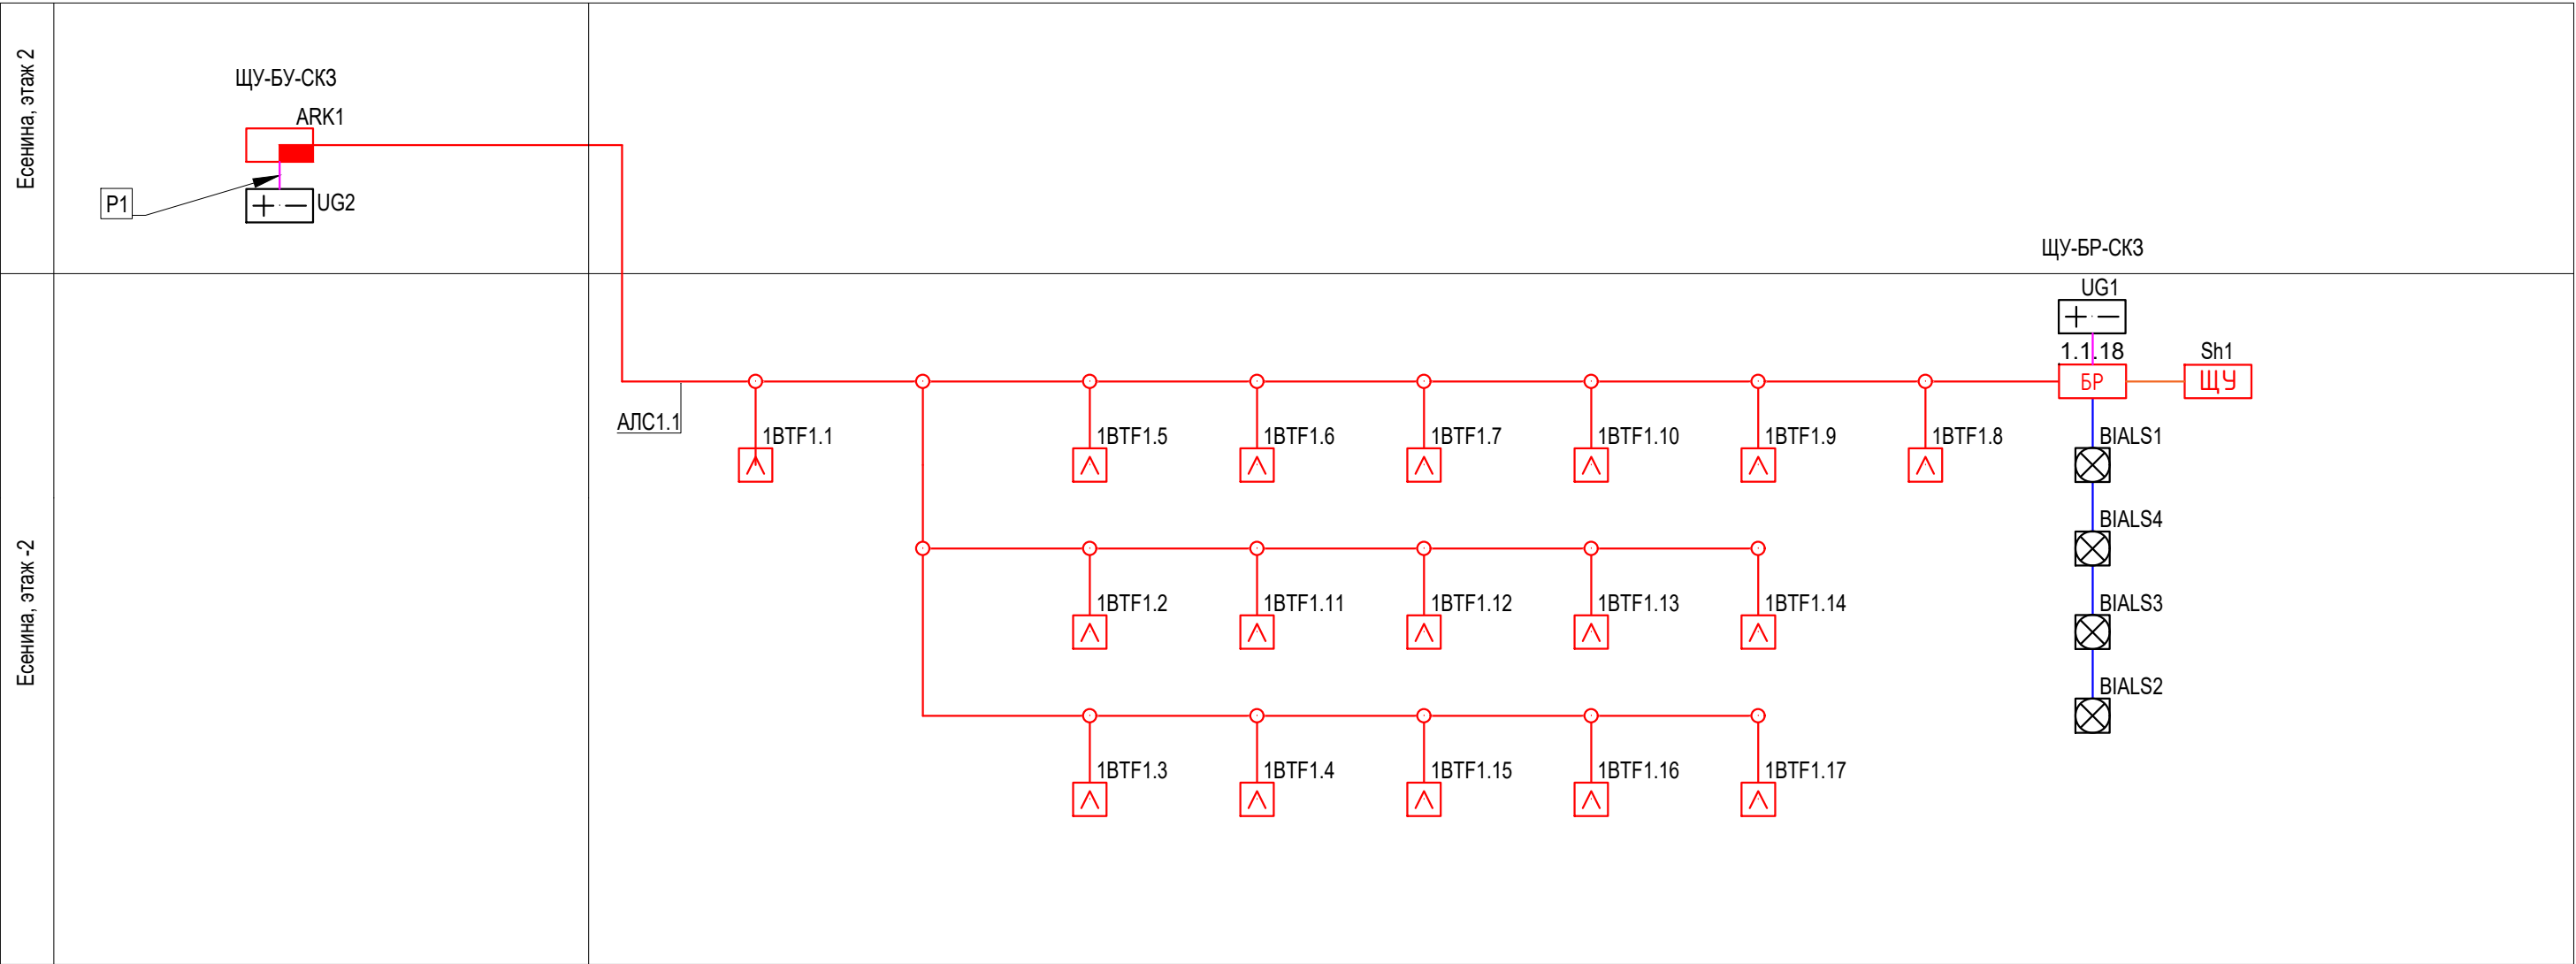 Есенина, этаж 2
ЩУ-БУ-СКЗ
ARK1
P1
UG2
ЩУ-БР-СКЗ
Есенина, этаж -2
UG1
1.1.18
Sh1
БР
ЩУ
АЛС1.1
1BTF1.1
1BTF1.5
1BTF1.6
1BTF1.7
1BTF1.10
1BTF1.9
1BTF1.8
BIALS1
BIALS4
1BTF1.2
1BTF1.11
1BTF1.12
1BTF1.13
1BTF1.14
BIALS3
BIALS2
1BTF1.3
1BTF1.4
1BTF1.15
1BTF1.16
1BTF1.17